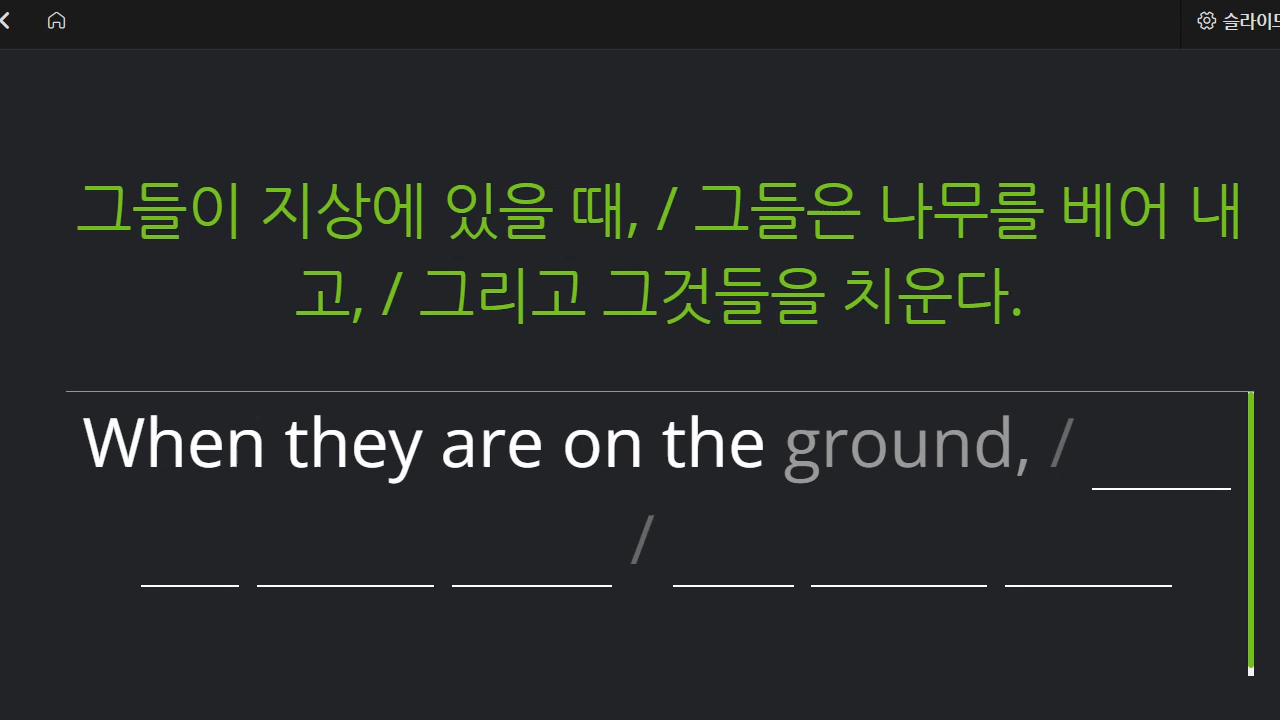 슬라이드
그들이 지상에 있을 때, / 그들은 나무를 베어 내
고, / 그리고 그것들을 치운다.
When they are on the ground, /
/